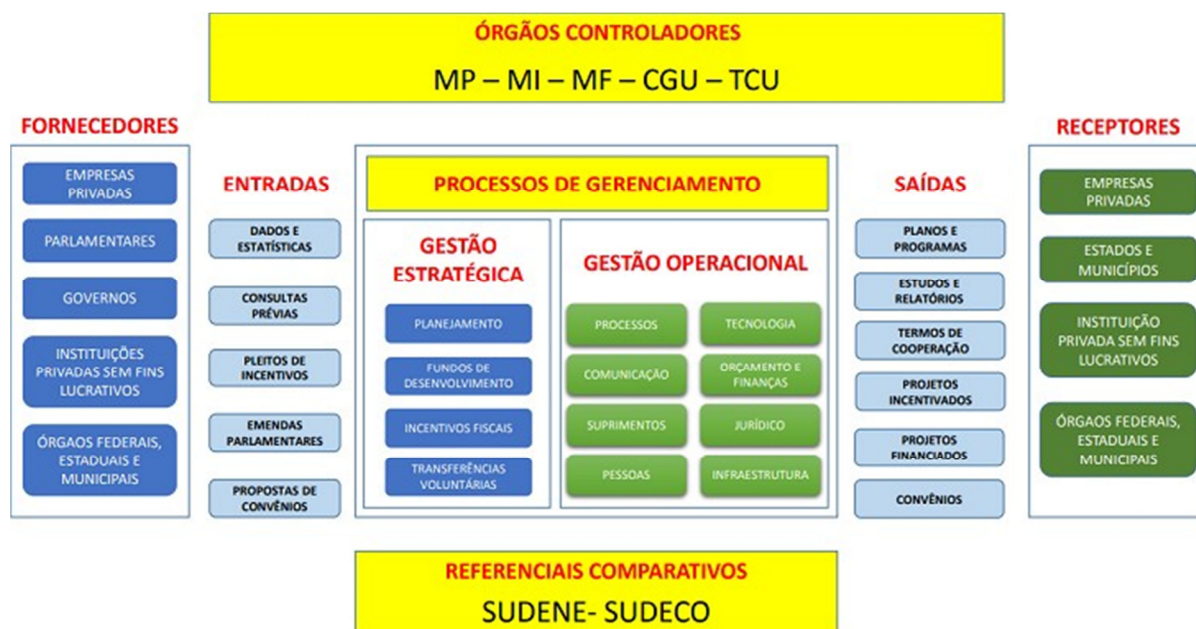 ÓRGÃOS CONTROLADORES
MP – MI – MF – CGU – TCU
FORNECEDORES
EMPRESAS
PRIVADAS
PARLAMENTARES
GOVERNOS
INSTITUIÇÕES
PRIVADAS SEM FINS
LUCRATIVOS
ÓRGAOS FEDERAIS,
ESTADUAIS E
MUNICIPAIS
ENTRADAS
DADOS E
ESTATÍSTICAS
CONSULTAS
PRÉVIAS
PLEITOS DE
INCENTIVOS
EMENDAS
PARLAMENTARES
PROPOSTAS DE
CONVÊNIOS
PROCESSOS DE GERENCIAMENTO
GESTÃO
ESTRATÉGICA
PLANEJAMENTO
FUNDOS DE
DESENVOLVIMENTO
INCENTIVOS FISCAIS
TRANSFERÊNCIAS
VOLUNTÁRIAS
GESTÃO OPERACIONAL
PROCESSOS
TECNOLOGIA
COMUNICAÇÃO
ORÇAMENTO E
FINANÇAS
SUPRIMENTOS
JURÍDICO
PESSOAS
INFRAESTRUTURA
SAÍDAS
PLANOS E
PROGRAMAS
ESTUDOS E
RELATÓRIOS
TERMOS DE
COOPERAÇÃO
PROJETOS
INCENTIVADOS
PROJETOS
FINANCIADOS
CONVÊNIOS
RECEPTORES
EMPRESAS
PRIVADAS
ESTADOS E
MUNICÍPIOS
INSTITUIÇÃO
PRIVADA SEM FINS
LUCRATIVOS
ÓRGAOS FEDERAIS,
ESTADUAIS E
MUNICIPAIS
REFERENCIAIS COMPARATIVOS
SUDENE- SUDECO